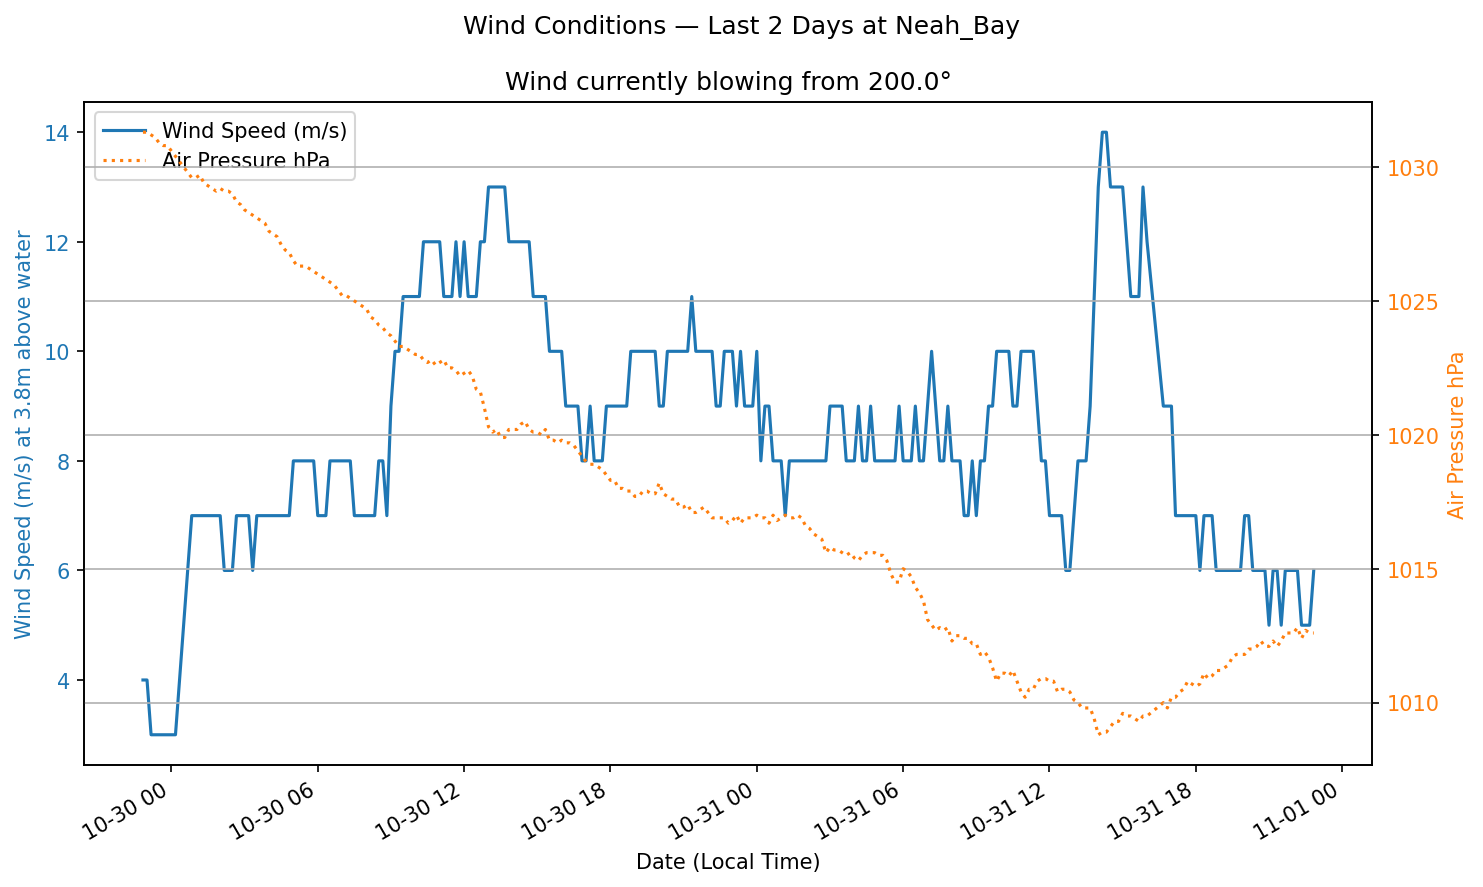 Wind Conditions — Last 2 Days at Neah_Bay
Wind currently blowing from 200.0°
Wind Speed (m/s)
Air Pressure hPa
Wind Speed (m/s) at 3.8m above water
14
12
10
8
6
4
1030
1025
1020
1015
1010
Air Pressure hPa
10-30 00
10-30 06
10-30 12
10-30 18
10-31 00
10-31 06
10-31 12
10-31 18
11-01 00
Date (Local Time)